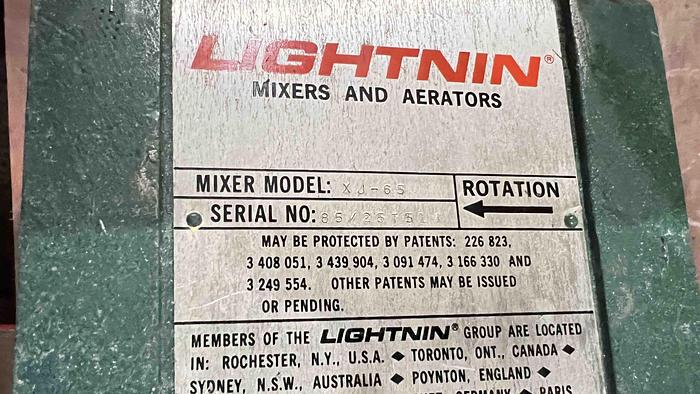 LIGHTNIN®
MIXERS AND AERATORS
MIXER MODEL: XJ-65
ROTATION
SERIAL NO:
MAY BE PROTECTED BY PATENTS: 226 823,
3 408 051, 3 439 904, 3 091 474, 3 166 330 AND
3 249 554. OTHER PATENTS MAY BE ISSUED
OR PENDING.
MEMBERS OF THE LIGHTNIN® GROUP ARE LOCATED
IN: ROCHESTER, N.Y., U.S.A. ◆ TORONTO, ONT., CANADA ◆
SYDNEY, N.S.W., AUSTRALIA ◆ POYNTON, ENGLAND ◆
GERMANY ◆ PARIS